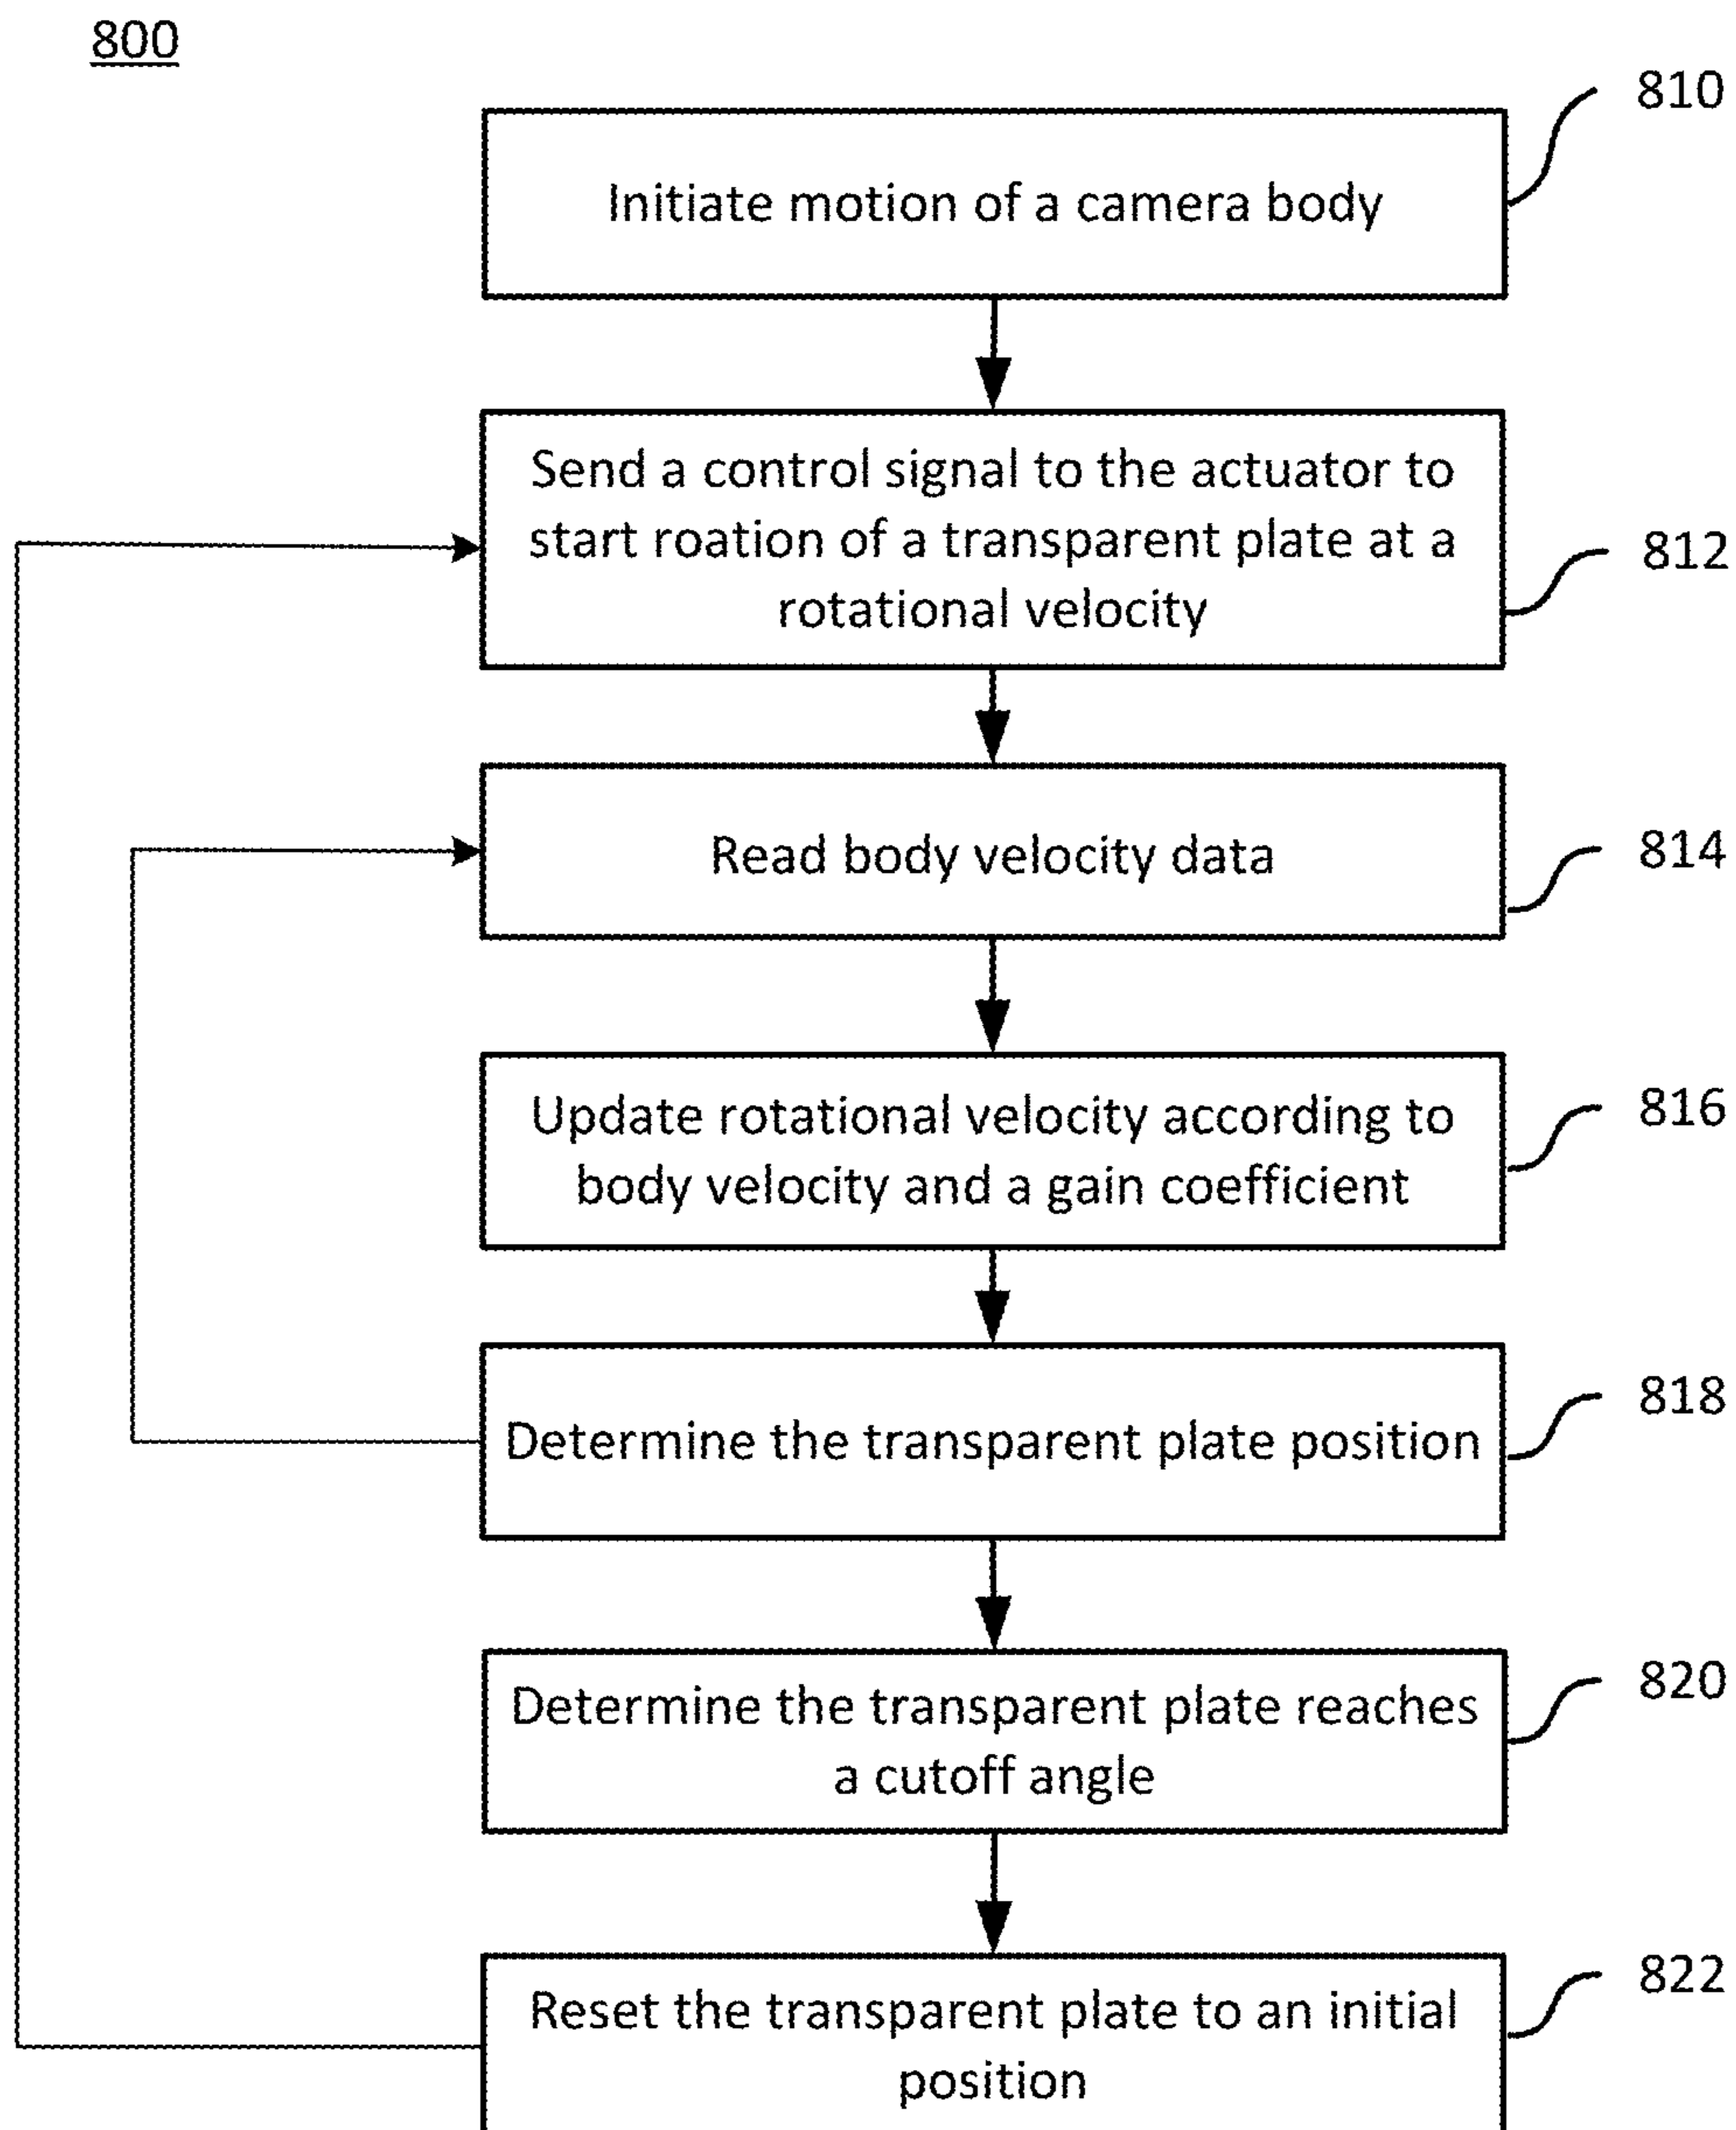 800
810
Initiate motion of a camera body
Send a control signal to the actuator to
start roation of a transparent plate at a
rotational velocity
812
Read body velocity data
814
Update rotational velocity according to
body velocity and a gain coefficient
816
Determine the transparent plate position
818
Determine the transparent plate reaches
a cutoff angle
820
Reset the transparent plate to an initial
position
822